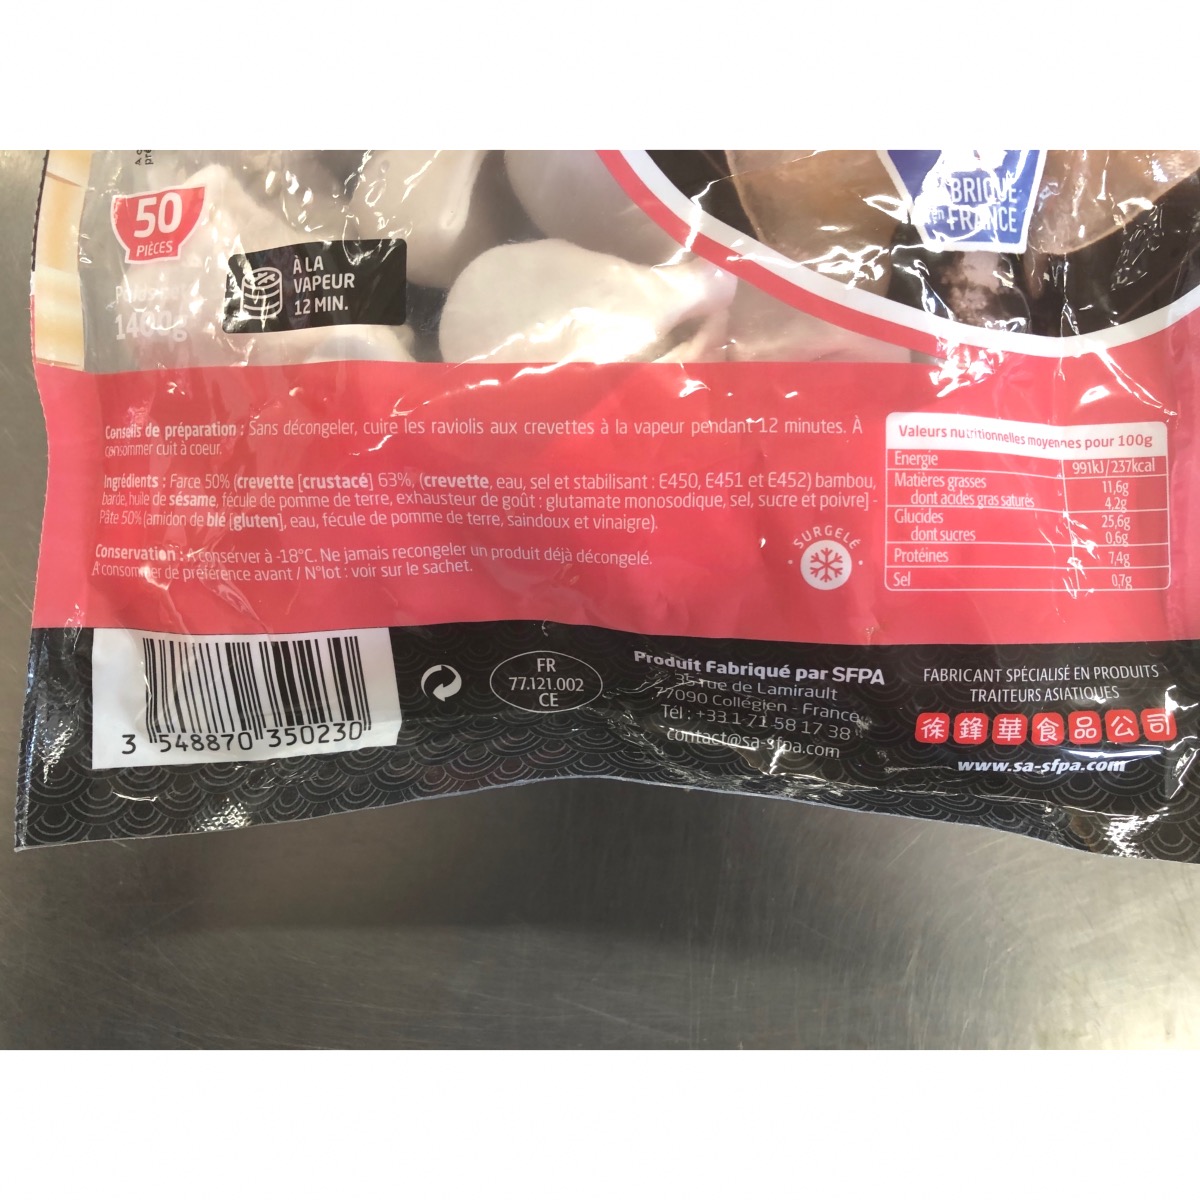 50
PIÈCES
À LA
VAPEUR
12 MIN.
BRIQUÉ
en FRANCE
Conseils de préparation : Sans décongeler, cuire les raviolis aux crevettes à la vapeur pendant 12 minutes. À
consommer cuit à coeur.
Ingrédients : Farce 50% (crevette [crustacé] 63%, (crevette, eau, sel et stabilisant : E450, E451 et E452) bambou,
barde, huile de sésame, fécule de pomme de terre, exhausteur de goût : glutamate monosodique, sel, sucre et poivre] -
Pâte 50% (amidon de blé [gluten], eau, fécule de pomme de terre, saindoux et vinaigre).
Conservation : A conserver à -18°C. Ne jamais recongeler un produit déjà décongelé.
A consommer de préférence avant / N°lot : voir sur le sachet.
SURGELÉ
Valeurs nutritionnelles moyennes pour 100g
Energie 991kJ/237kcal
Matières grasses 11,6g
dont acides gras saturés 4,2g
Glucides 25,6g
dont sucres 0,6g
Protéines 7,4g
Sel 0,7g
3 548870 350230
FR
77.121.002
CE
Produit Fabriqué par SFPA
35 rue de Lamirault
77090 Collégien - France
Tél : +33 1 71 58 17 38
contact@sa-sfpa.com
FABRICANT SPÉCIALISÉ EN PRODUITS
TRAITEURS ASIATIQUES
徐鋒華食品公司
www.sa-sfpa.com